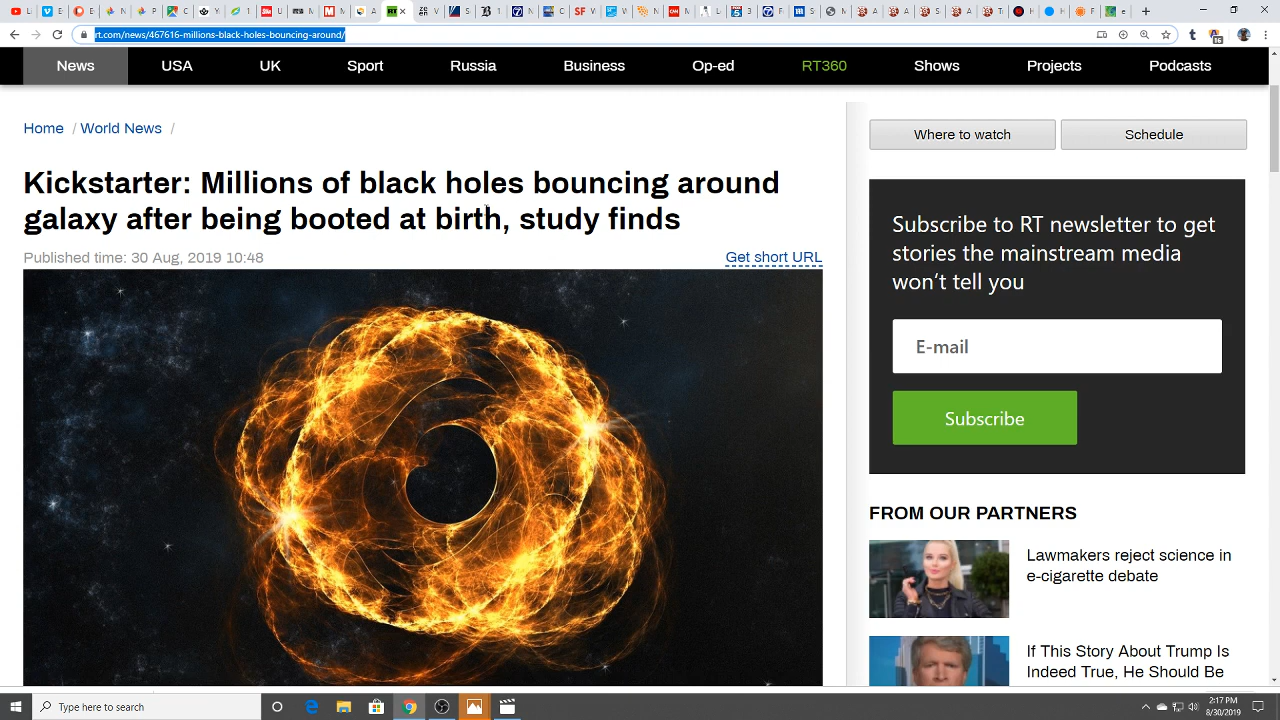 rt.com/news/467616-millions-black-holes-bouncing-around/
News
USA
UK
Sport
Russia
Business
Op-ed
RT360
Shows
Projects
Podcasts
Home / World News /
Where to watch
Schedule
Kickstarter: Millions of black holes bouncing around
galaxy after being booted at birth, study finds
Published time: 30 Aug, 2019 10:48
Get short URL
Subscribe to RT newsletter to get
stories the mainstream media
won't tell you
E-mail
Subscribe
FROM OUR PARTNERS
Lawmakers reject science in
e-cigarette debate
If This Story About Trump Is
Indeed True, He Should Be
Type here to search
2:17 PM
8/30/2019